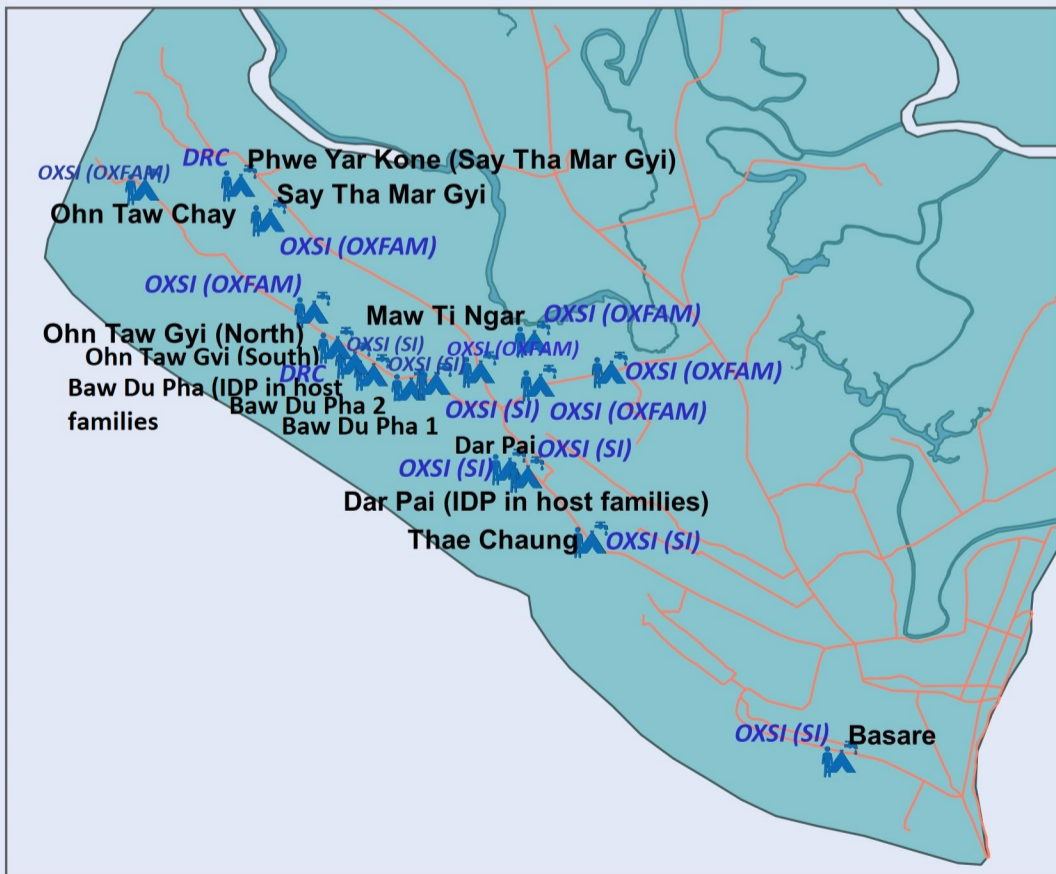 DRC Phwe Yar Kone (Say Tha Mar Gyi)
OXSI (OXFAM)
Say Tha Mar Gyi
Ohn Taw Chay
OXSI (OXFAM)
OXSI (OXFAM)
Maw Ti Ngar OXSI (OXFAM)
Ohn Taw Gyi (North)
OXSI (SI)
OXSI (OXFAM)
Ohn Taw Gvi (South)
OXSI (SI)
DRC
OXSI (OXFAM)
Baw Du Pha (IDP in host
families
Baw Du Pha 2
OXSI (SI) OXSI (OXFAM)
Baw Du Pha 1
Dar Pai OXSI (SI)
OXSI (SI)
Dar Pai (IDP in host families)
Thae Chaung OXSI (SI)
OXSI (SI) Basare